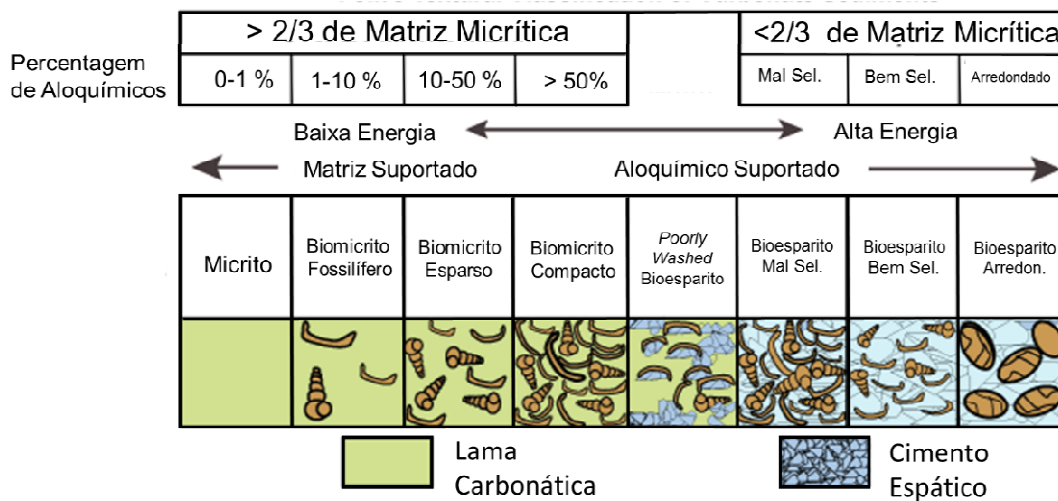 > 2/3 de Matriz Micrítica
<2/3 de Matriz Micrítica
Percentagem
de Aloquímicos
0-1 %
1-10 %
10-50 %
> 50%
Mal Sel.
Bem Sel.
Arredondado
Baixa Energia
Alta Energia
Matriz Suportado
Aloquímico Suportado
Micrito
Biomicrito
Fossilífero
Biomicrito
Esparso
Biomicrito
Compacto
Poorly
Washed
Bioesparito
Bioesparito
Mal Sel.
Bioesparito
Bem Sel.
Bioesparito
Arredon.
Lama
Carbonática
Cimento
Espático